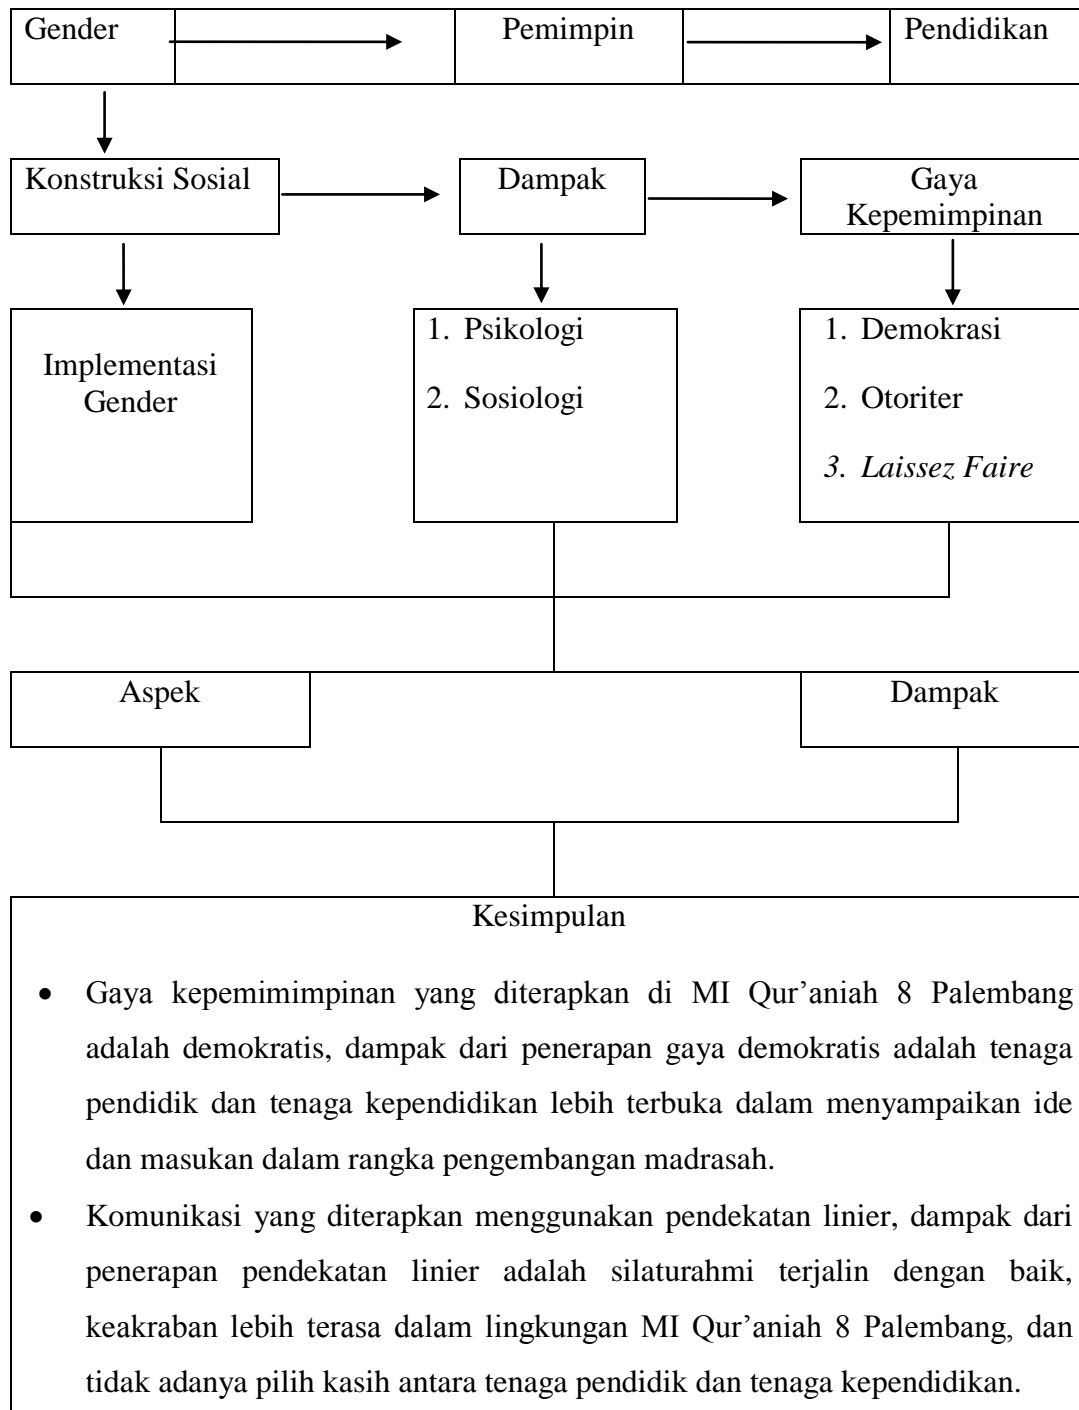 Gender
Pemimpin
Pendidikan
Konstruksi Sosial
Dampak
Gaya
Kepemimpinan
Implementasi
Gender
1. Psikologi
2. Sosiologi
1. Demokrasi
2. Otoriter
3. Laissez Faire
Aspek
Dampak
Kesimpulan
• Gaya kepemimimpinan yang diterapkan di MI Qur’aniah 8 Palembang
adalah demokratis, dampak dari penerapan gaya demokratis adalah tenaga
pendidik dan tenaga kependidikan lebih terbuka dalam menyampaikan ide
dan masukan dalam rangka pengembangan madrasah.
• Komunikasi yang diterapkan menggunakan pendekatan linier, dampak dari
penerapan pendekatan linier adalah silaturahmi terjalin dengan baik,
keakraban lebih terasa dalam lingkungan MI Qur’aniah 8 Palembang, dan
tidak adanya pilih kasih antara tenaga pendidik dan tenaga kependidikan.